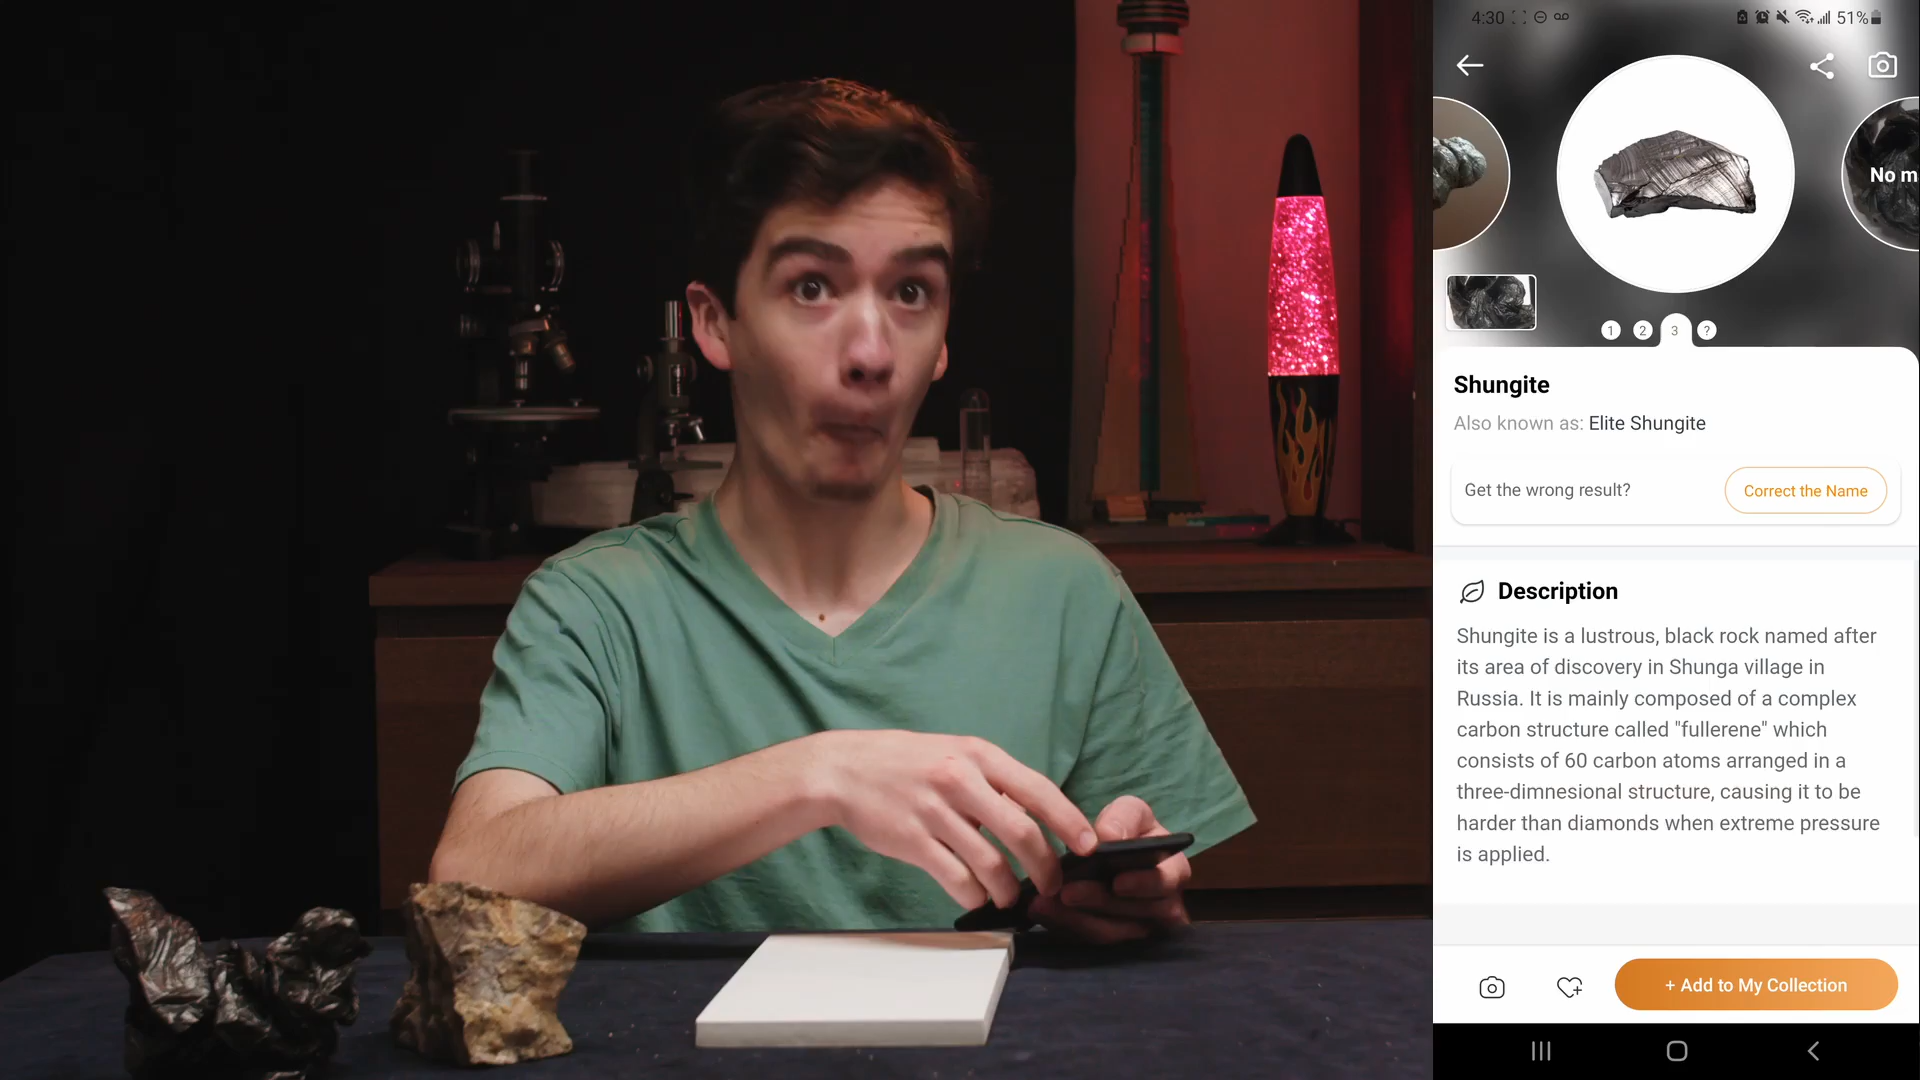 4:30
51%
No m
1 2 3 ?
Shungite
Also known as: Elite Shungite
Get the wrong result?
Correct the Name
Description
Shungite is a lustrous, black rock named after
its area of discovery in Shunga village in
Russia. It is mainly composed of a complex
carbon structure called "fullerene" which
consists of 60 carbon atoms arranged in a
three-dimnesional structure, causing it to be
harder than diamonds when extreme pressure
is applied.
+ Add to My Collection